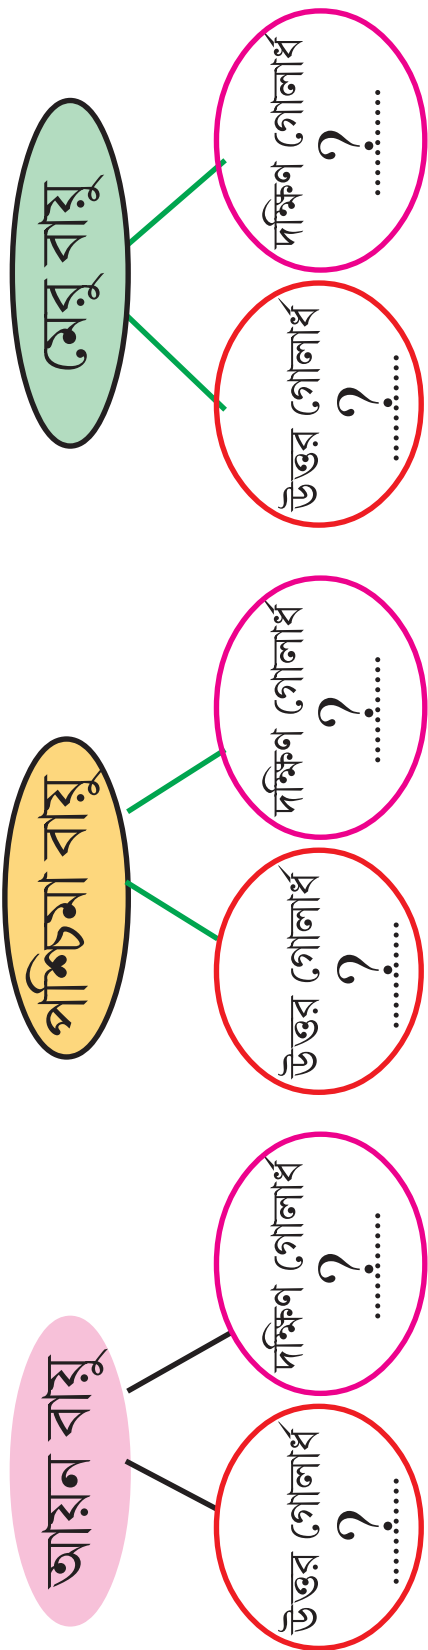 আয়ন বায়ু
উত্তর গোলার্ধ
?
............
দক্ষিণ গোলার্ধ
?
............
পশ্চিমা বায়ু
উত্তর গোলার্ধ
?
............
দক্ষিণ গোলার্ধ
?
............
মেরু বায়ু
উত্তর গোলার্ধ
?
............
দক্ষিণ গোলার্ধ
?
............